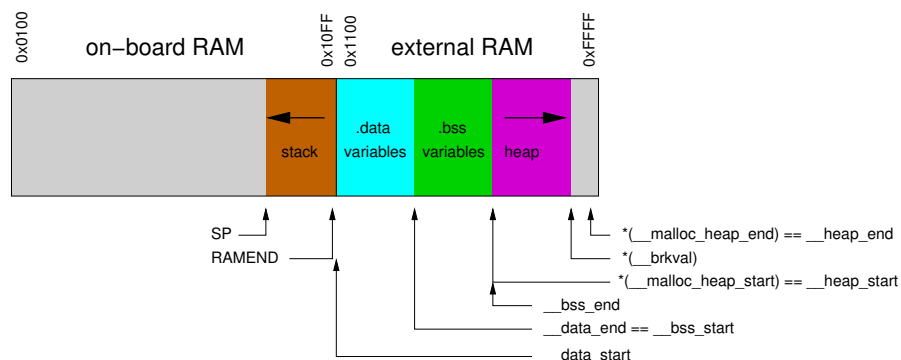 0x0100
on−board RAM
0x10FF
0x1100
external RAM
0xFFFF
stack
.data
variables
.bss
variables
heap
SP
RAMEND
*(__malloc_heap_end) == __heap_end
*(__brkval)
*(__malloc_heap_start) == __heap_start
__bss_end
__data_end == __bss_start
__data_start